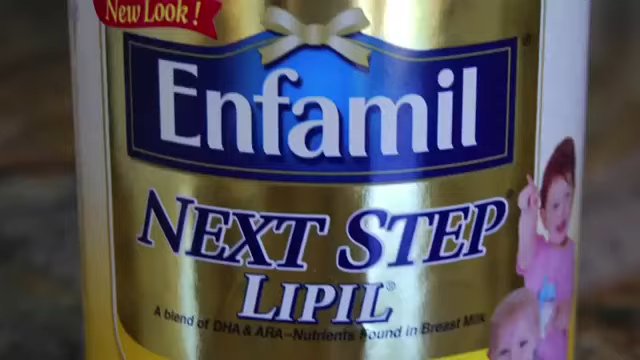 New Look!
Enfamil
NEXT STEP
LIPIL®
A blend of DHA & ARA–Nutrients Found in Breast Milk